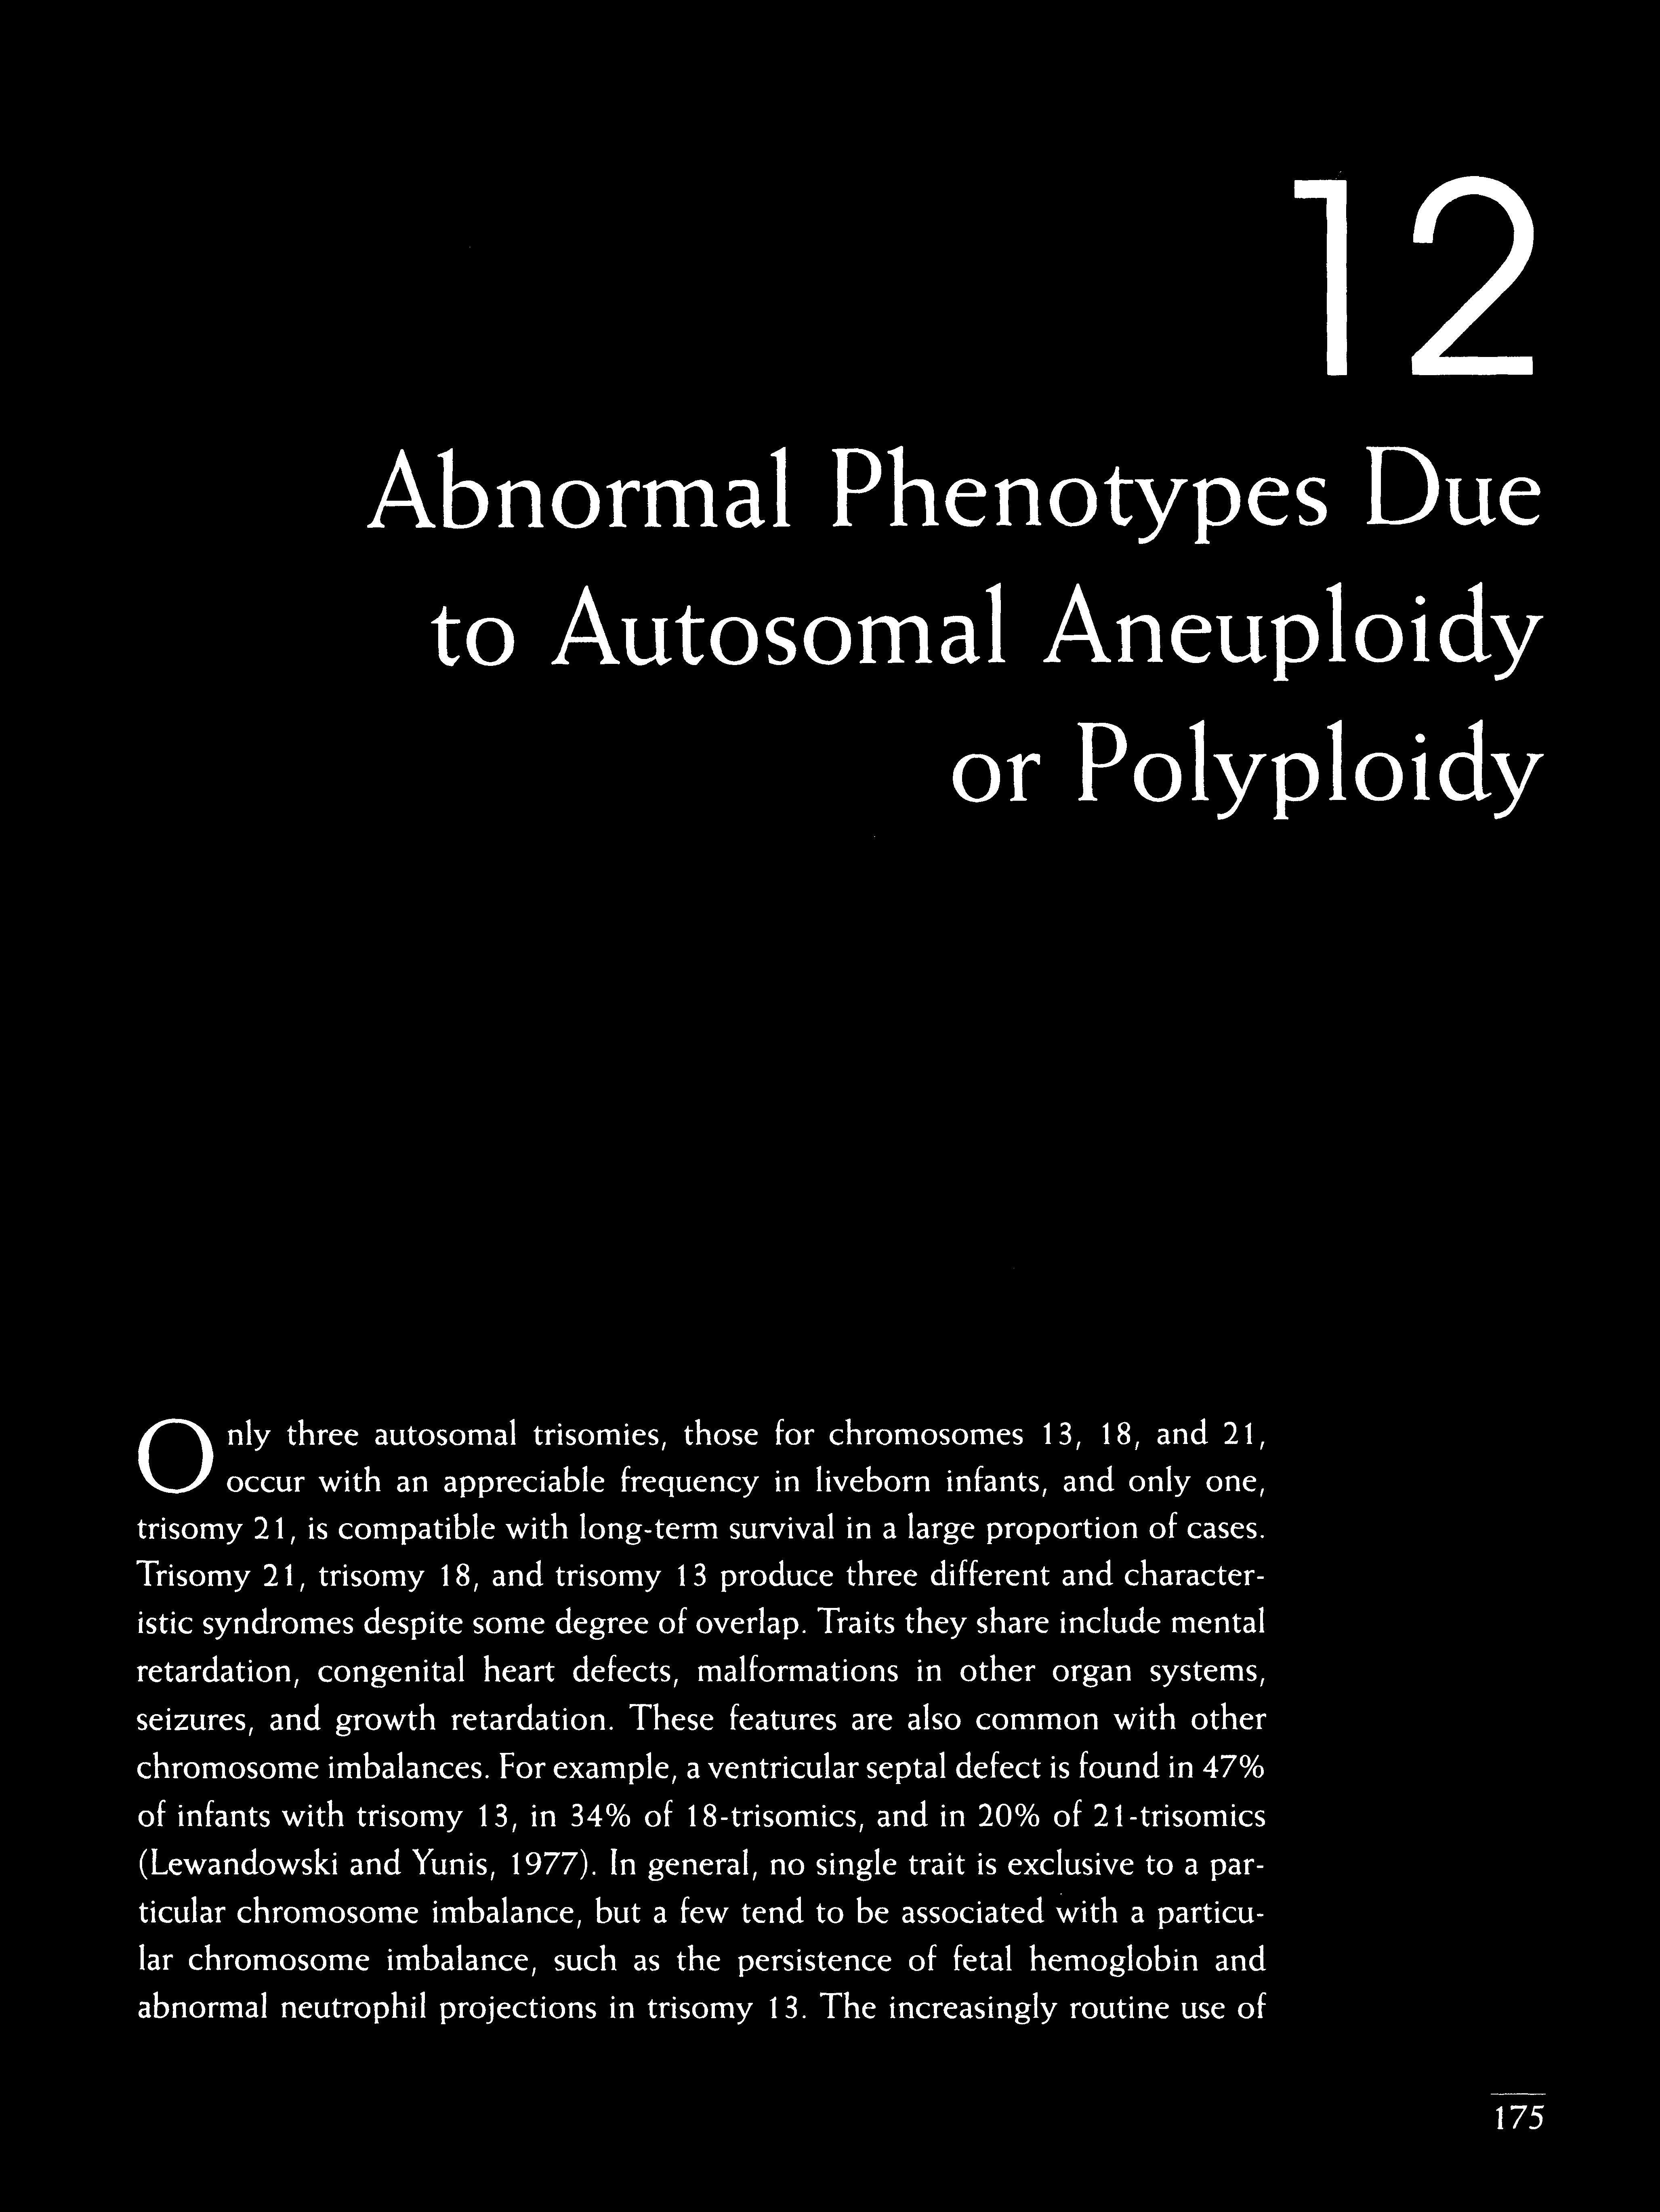 12
Abnormal Phenotypes Due
to Autosomal Aneuploidy
or Polyploidy
Only three autosomal trisomies, those for chromosomes 13, 18, and 21,
occur with an appreciable frequency in liveborn infants, and only one,
trisomy 21, is compatible with long-term survival in a large proportion of cases.
Trisomy 21, trisomy 18, and trisomy 13 produce three different and character-
istic syndromes despite some degree of overlap. Traits they share include mental
retardation, congenital heart defects, malformations in other organ systems,
seizures, and growth retardation. These features are also common with other
chromosome imbalances. For example, a ventricular septal defect is found in 47%
of infants with trisomy 13, in 34% of 18-trisomics, and in 20% of 21-trisomics
(Lewandowski and Yunis, 1977). In general, no single trait is exclusive to a par-
ticular chromosome imbalance, but a few tend to be associated with a particu-
lar chromosome imbalance, such as the persistence of fetal hemoglobin and
abnormal neutrophil projections in trisomy 13. The increasingly routine use of
175